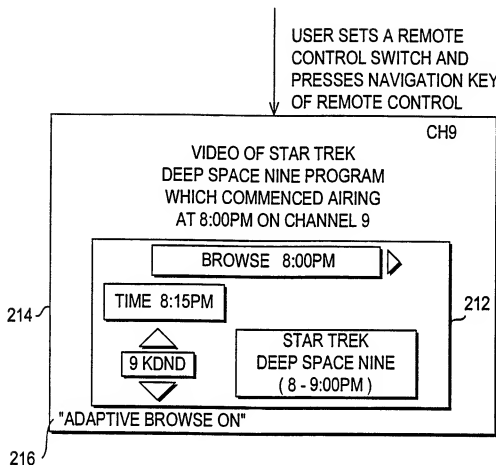 USER SETS A REMOTE
CONTROL SWITCH AND
PRESSES NAVIGATION KEY
OF REMOTE CONTROL
CH9
VIDEO OF STAR TREK
DEEP SPACE NINE PROGRAM
WHICH COMMENCED AIRING
AT 8:00PM ON CHANNEL 9
BROWSE 8:00PM
TIME 8:15PM
214
212
9 KDND
STAR TREK
DEEP SPACE NINE
( 8 - 9:00PM )
"ADAPTIVE BROWSE ON"
216